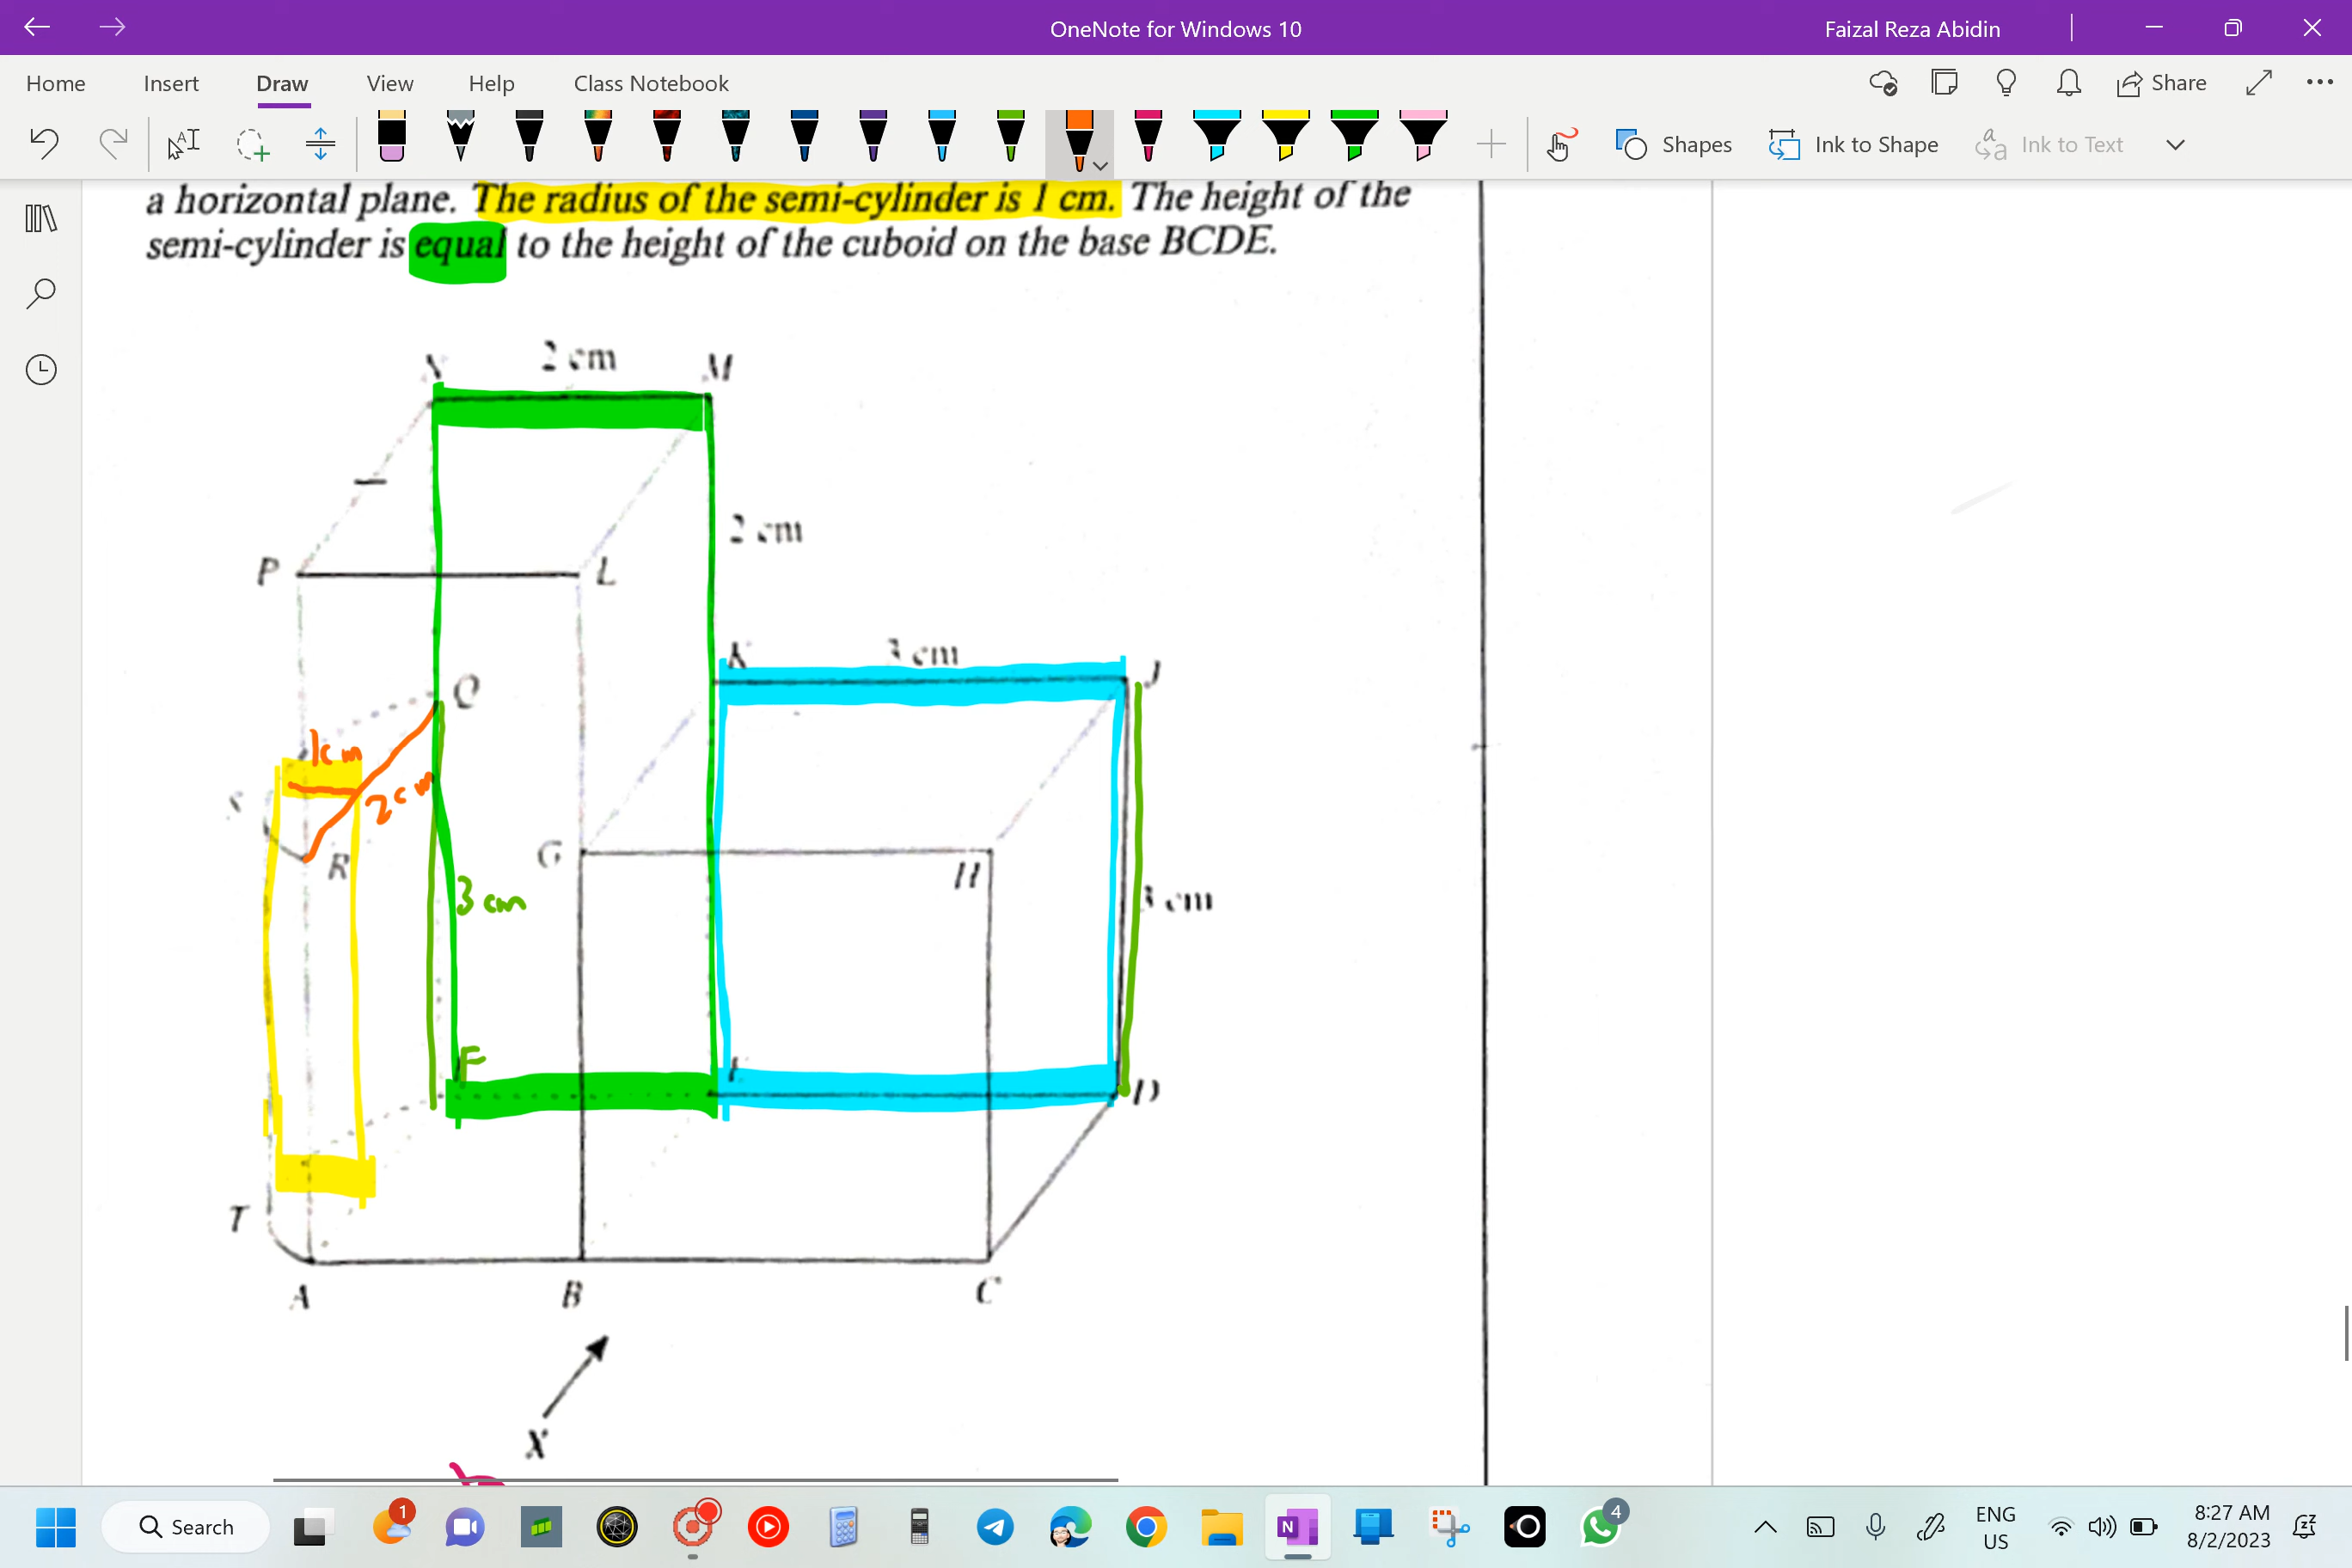 OneNote for Windows 10
Faizal Reza Abidin
Home Insert Draw View Help Class Notebook
Share
Shapes Ink to Shape Ink to Text
a horizontal plane. The radius of the semi-cylinder is 1 cm. The height of the
semi-cylinder is equal to the height of the cuboid on the base BCDE.
2 cm
M
2 cm
P
L
K
3 cm
J
Q
1cm
2cm
R
G
H
3 cm
3 cm
F
D
T
A
B
C
X
1
4
Search
ENG
US
8:27 AM
8/2/2023